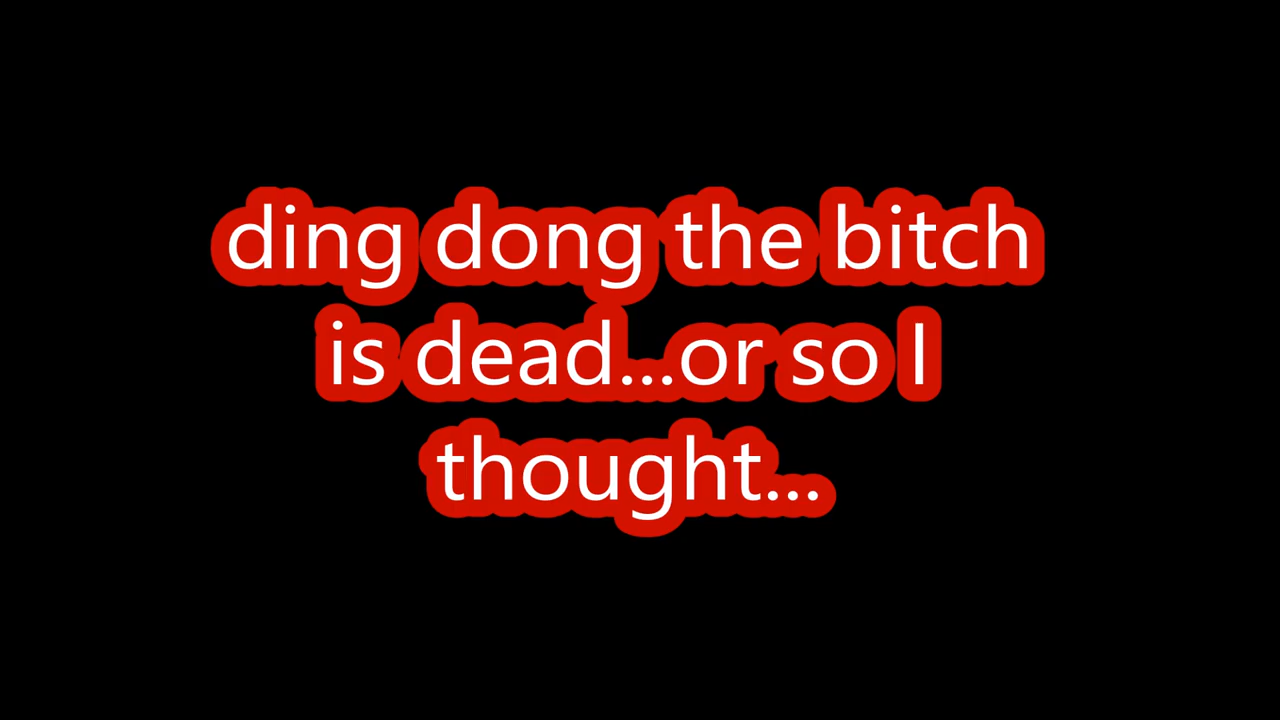 ding dong the bitch
is dead...or so I
thought...